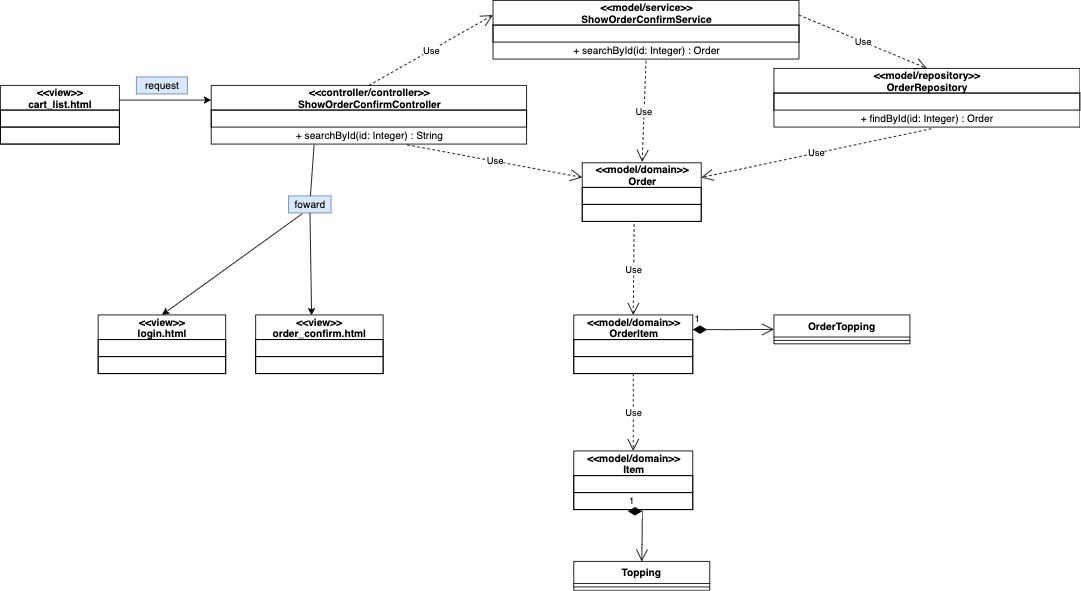 <<model/service>>
ShowOrderConfirmService
+ searchById(id: Integer) : Order
Use
Use
<<model/repository>>
OrderRepository
+ findById(id: Integer) : Order
request
<<view>>
cart_list.html
<<controller/controller>>
ShowOrderConfirmController
+ searchById(id: Integer) : String
Use
Use
Use
<<model/domain>>
Order
foward
Use
<<view>>
login.html
<<view>>
order_confirm.html
<<model/domain>>
OrderItem
1
OrderTopping
Use
<<model/domain>>
Item
1
Topping